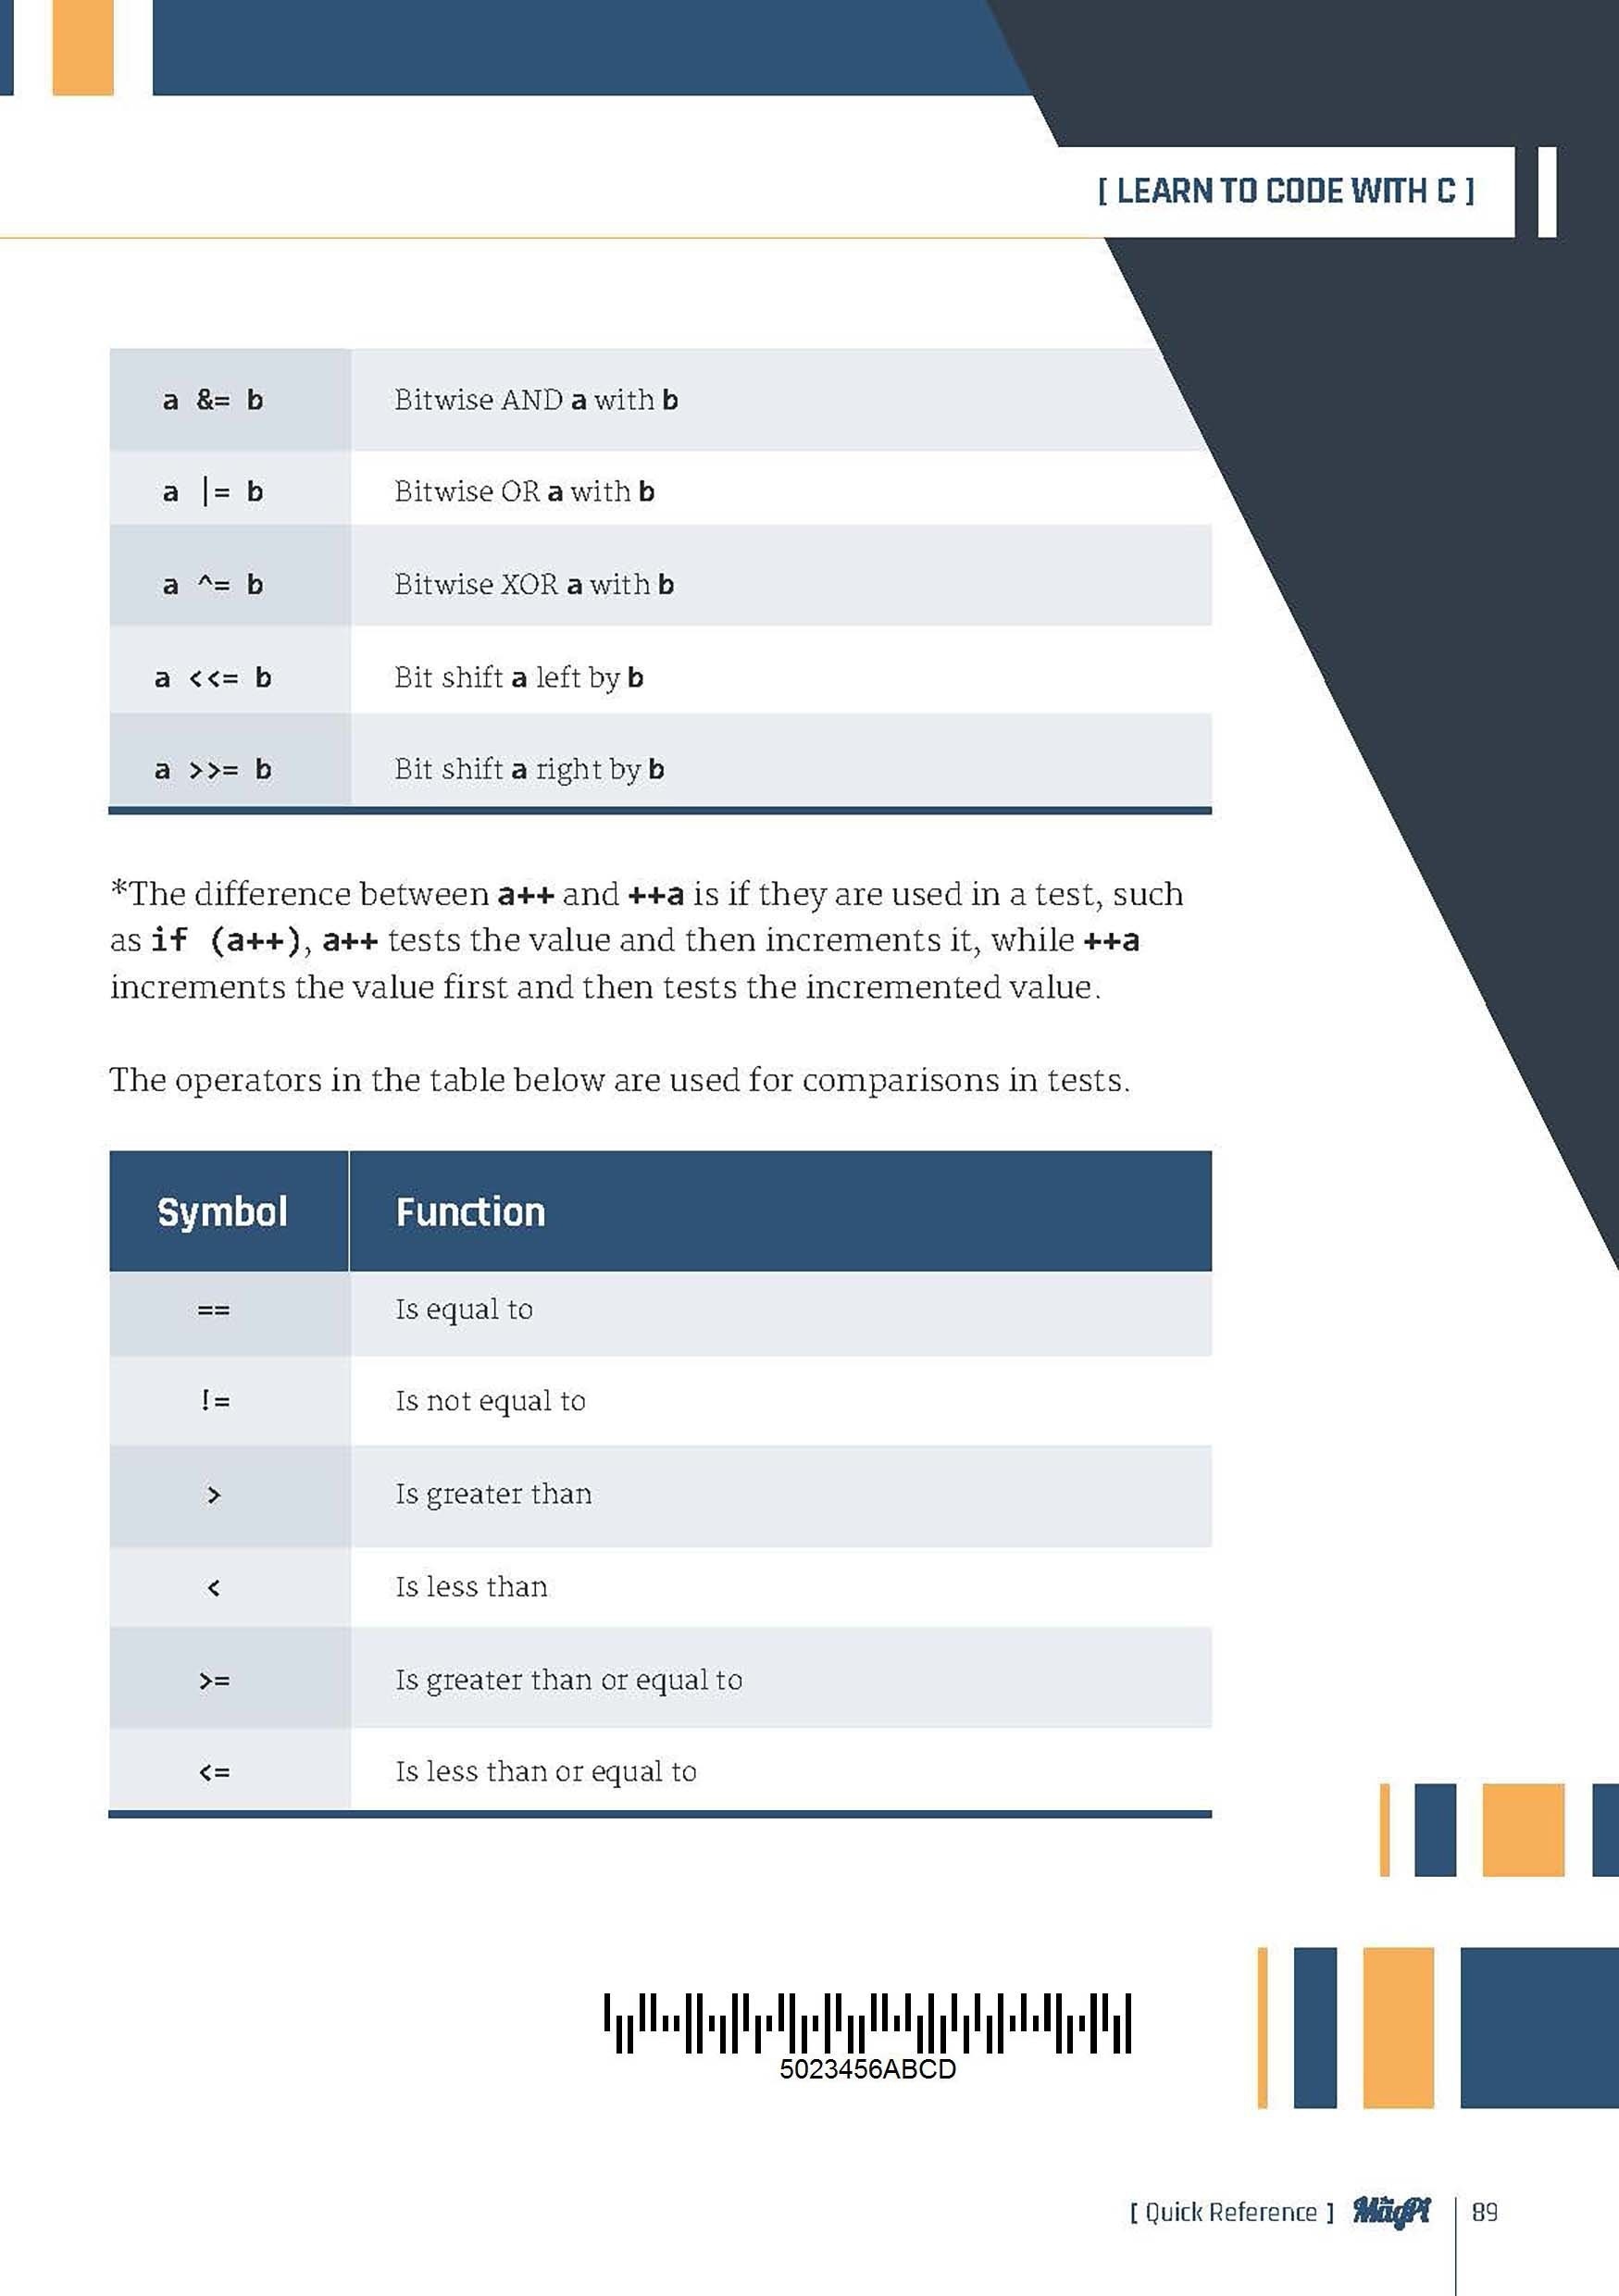 [ LEARN TO CODE WITH C ]
a &= b Bitwise AND a with b
a |= b Bitwise OR a with b
a ^= b Bitwise XOR a with b
a <<= b Bit shift a left by b
a >>= b Bit shift a right by b
*The difference between a++ and ++a is if they are used in a test, such
as if (a++), a++ tests the value and then increments it, while ++a
increments the value first and then tests the incremented value.
The operators in the table below are used for comparisons in tests.
Symbol Function
== Is equal to
!= Is not equal to
> Is greater than
< Is less than
>= Is greater than or equal to
<= Is less than or equal to
5023456ABCD
[ Quick Reference ] The MagPi 89